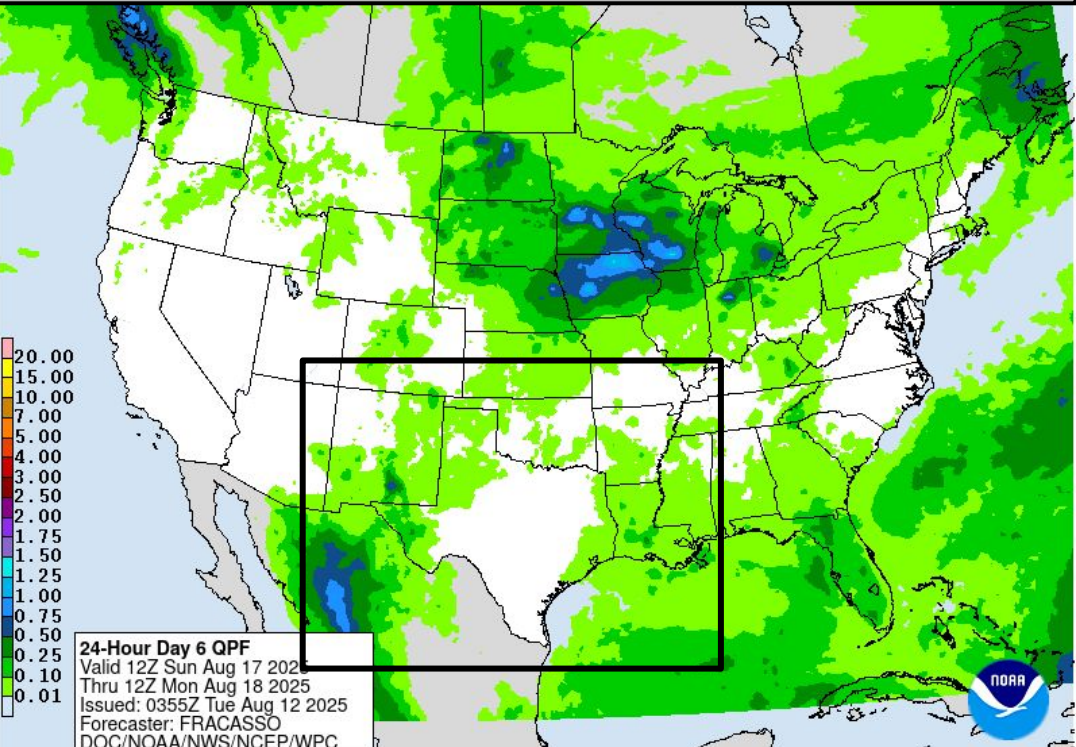 20.00
15.00
10.00
7.00
5.00
4.00
3.00
2.50
2.00
1.75
1.50
1.25
1.00
0.75
0.50
0.25
0.10
0.01
24-Hour Day 6 QPF
Valid 12Z Sun Aug 17 2025
Thru 12Z Mon Aug 18 2025
Issued: 0355Z Tue Aug 12 2025
Forecaster: FRACASSO
DOC/NOAA/NWS/NCEP/WPC
NOAA